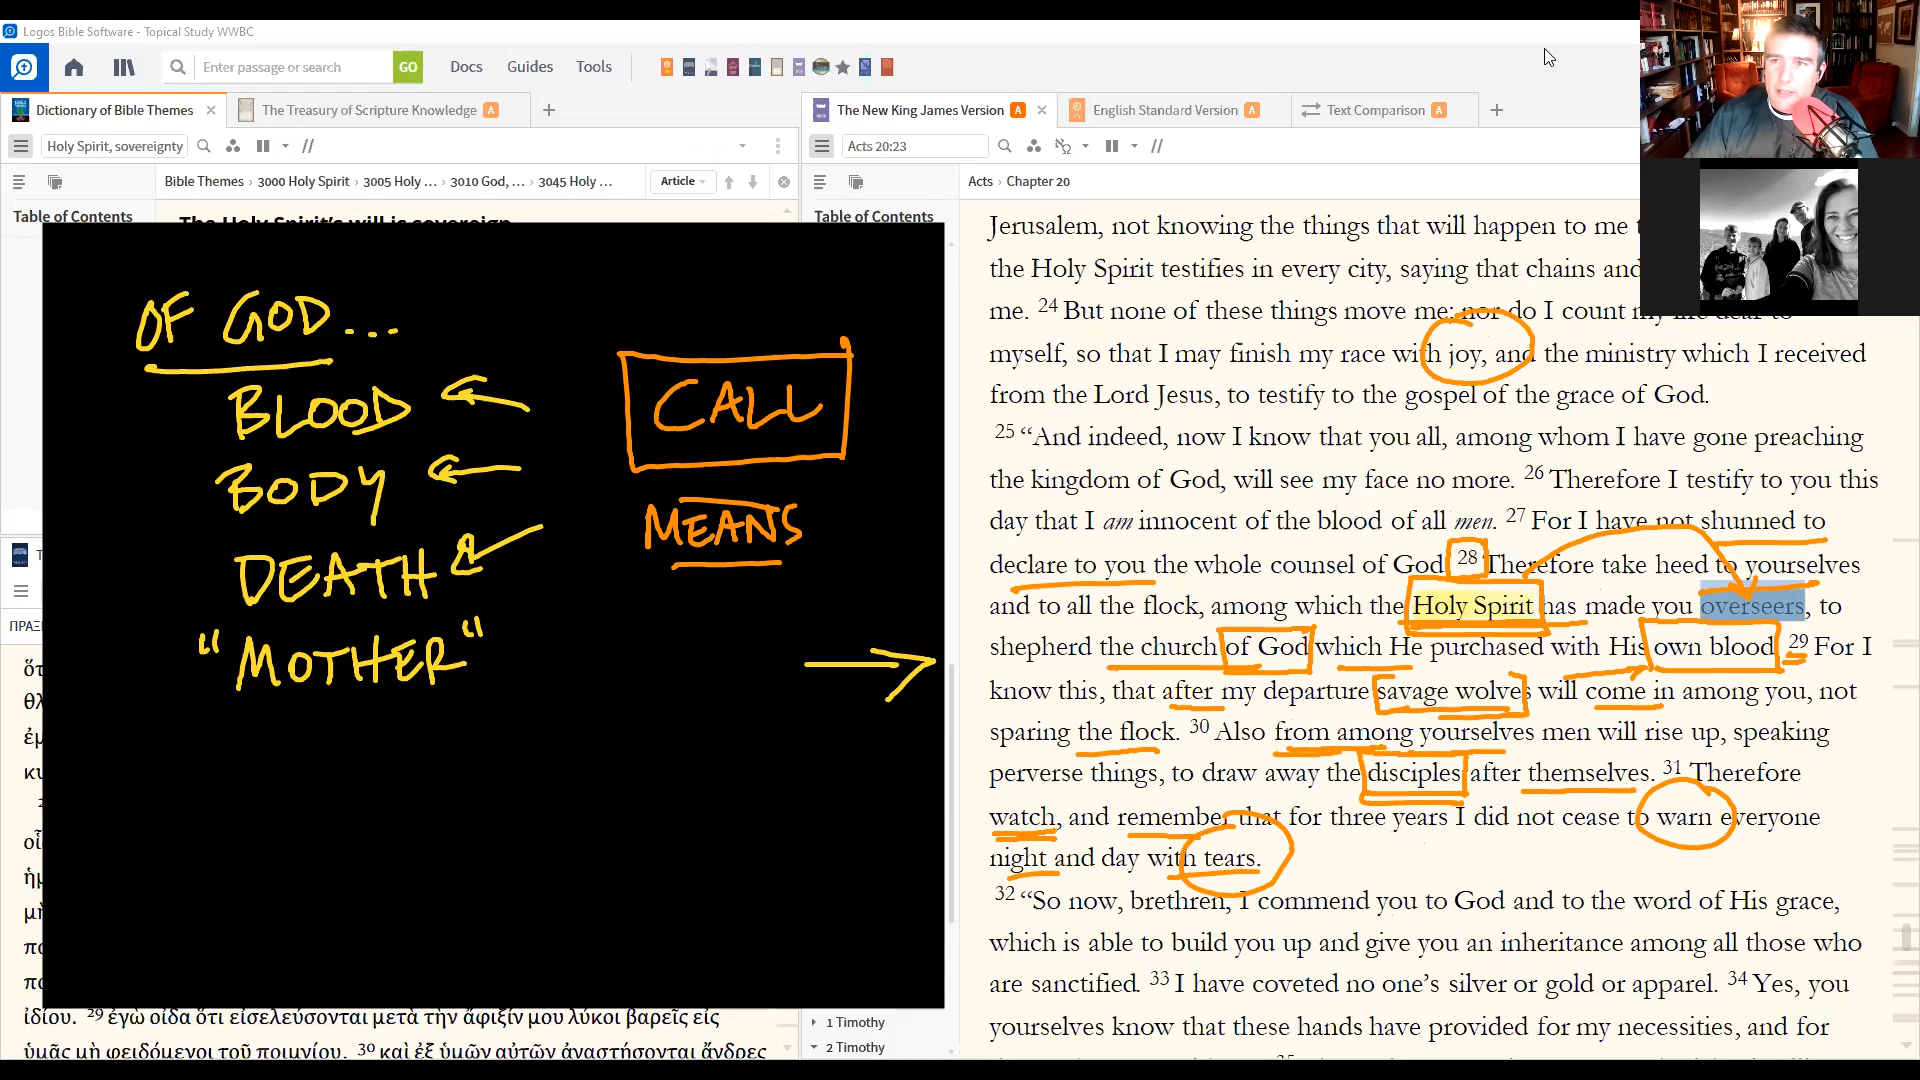 Logos Bible Software - Topical Study WWBC
Enter passage or search
GO
Docs
Guides
Tools
Dictionary of Bible Themes
The Treasury of Scripture Knowledge A
The New King James Version A
English Standard Version A
Text Comparison A
Holy Spirit, sovereignty
Acts 20:23
Bible Themes › 3000 Holy Spirit › 3005 Holy ... › 3010 God, ... › 3045 Holy ...
Article
Acts › Chapter 20
Table of Contents
The Holy Spirit's will is sovereign
Table of Contents
OF GOD...
BLOOD
BODY
DEATH
"MOTHER"
CALL
MEANS
Jerusalem, not knowing the things that will happen to me
the Holy Spirit testifies in every city, saying that chains and
me. 24 But none of these things move me; nor do I count my life dear to
myself, so that I may finish my race with joy, and the ministry which I received
from the Lord Jesus, to testify to the gospel of the grace of God.
25 “And indeed, now I know that you all, among whom I have gone preaching
the kingdom of God, will see my face no more. 26 Therefore I testify to you this
day that I am innocent of the blood of all men. 27 For I have not shunned to
declare to you the whole counsel of God 28 Therefore take heed to yourselves
and to all the flock, among which the Holy Spirit has made you overseers, to
shepherd the church of God which He purchased with His own blood 29 For I
know this, that after my departure savage wolves will come in among you, not
sparing the flock. 30 Also from among yourselves men will rise up, speaking
perverse things, to draw away the disciples after themselves. 31 Therefore
watch, and remember that for three years I did not cease to warn everyone
night and day with tears.
32 “So now, brethren, I commend you to God and to the word of His grace,
which is able to build you up and give you an inheritance among all those who
are sanctified. 33 I have coveted no one’s silver or gold or apparel. 34 Yes, you
yourselves know that these hands have provided for my necessities, and for
ΠΡΑΞ
ἰδίου. 29 ἐγὼ οἶδα ὅτι εἰσελεύσονται μετὰ τὴν ἄφιξίν μου λύκοι βαρεῖς εἰς
ὑμᾶς μὴ φειδόμενοι τοῦ ποιμνίου. 30 καὶ ἐξ ὑμῶν αὐτῶν ἀναστήσονται ἄνδρες
1 Timothy
2 Timothy